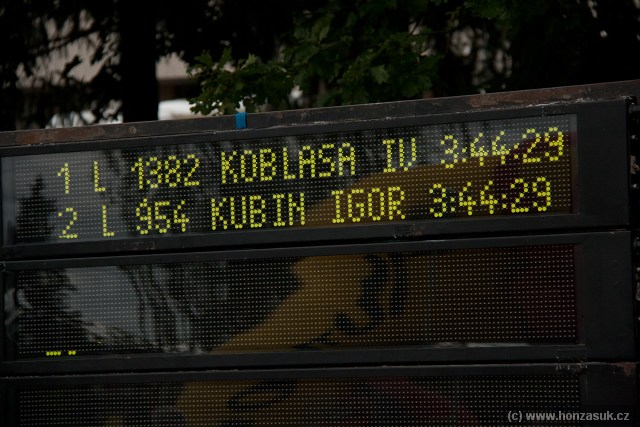 1 L 1382 KOBLASA IV 3:44:29
2 L 954 KUBIN IGOR 3:44:29
(c) www.honzasuk.cz